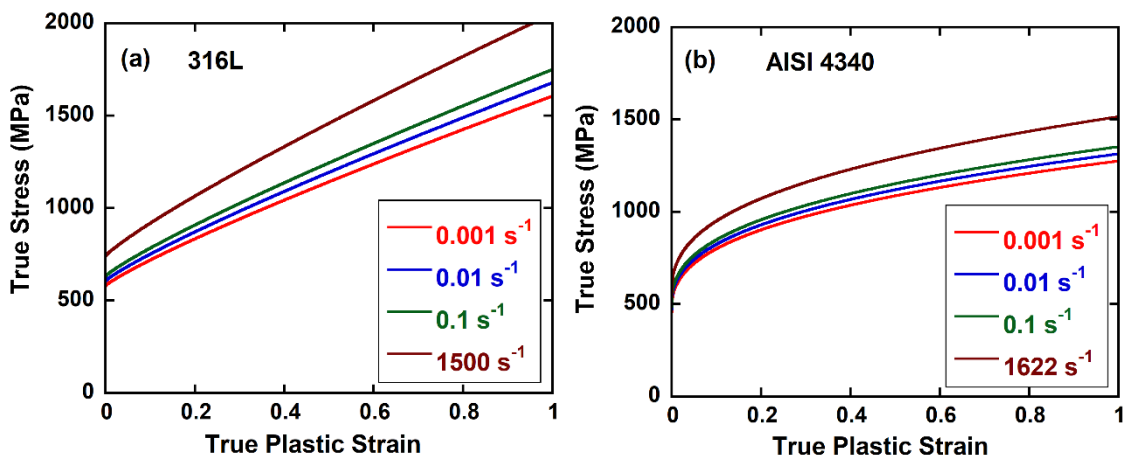 (a) 316L
True Stress (MPa)
2000
1500
1000
500
0
0 0.2 0.4 0.6 0.8 1
True Plastic Strain
0.001 s⁻¹
0.01 s⁻¹
0.1 s⁻¹
1500 s⁻¹
(b) AISI 4340
True Stress (MPa)
2000
1500
1000
500
0
0 0.2 0.4 0.6 0.8 1
True Plastic Strain
0.001 s⁻¹
0.01 s⁻¹
0.1 s⁻¹
1622 s⁻¹